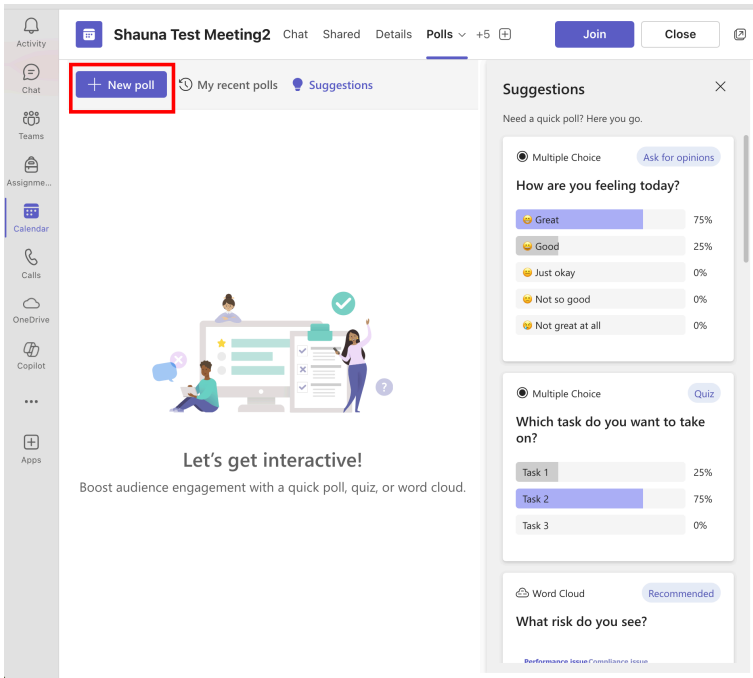 Activity
Chat
Teams
Assignme...
Calendar
Calls
OneDrive
Copilot
Apps
Shauna Test Meeting2 Chat Shared Details Polls +5 Join Close
New poll My recent polls Suggestions
Let's get interactive!
Boost audience engagement with a quick poll, quiz, or word cloud.
Suggestions
Need a quick poll? Here you go.
Multiple Choice Ask for opinions
How are you feeling today?
Great 75%
Good 25%
Just okay 0%
Not so good 0%
Not great at all 0%
Multiple Choice Quiz
Which task do you want to take
on?
Task 1 25%
Task 2 75%
Task 3 0%
Word Cloud Recommended
What risk do you see?
Performance issue Compliance issue